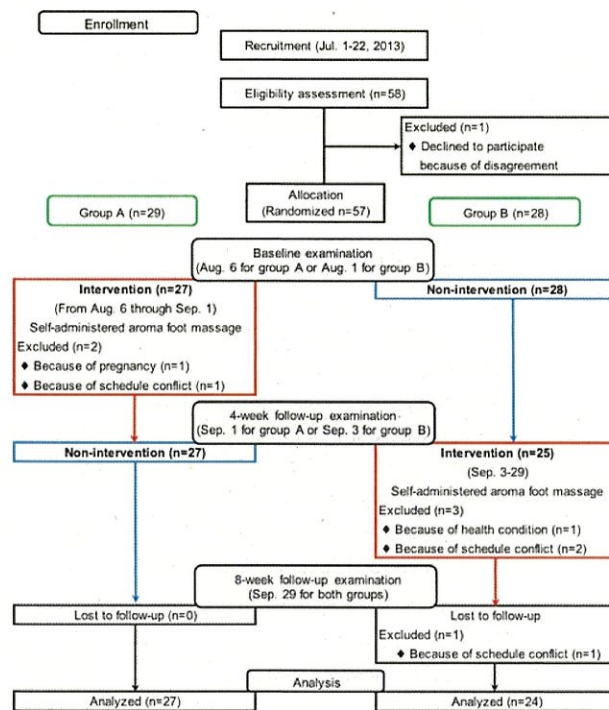 Enrollment
Recruitment (Jul. 1-22, 2013)
Eligibility assessment (n=58)
Excluded (n=1)
♦ Declined to participate
because of disagreement
Allocation
(Randomized n=57)
Group A (n=29)
Group B (n=28)
Baseline examination
(Aug. 6 for group A or Aug. 1 for group B)
Intervention (n=27)
(From Aug. 6 through Sep. 1)
Self-administered aroma foot massage
Excluded (n=2)
♦ Because of pregnancy (n=1)
♦ Because of schedule conflict (n=1)
Non-intervention (n=28)
4-week follow-up examination
(Sep. 1 for group A or Sep. 3 for group B)
Non-intervention (n=27)
Intervention (n=25)
(Sep. 3-29)
Self-administered aroma foot massage
Excluded (n=3)
♦ Because of health condition (n=1)
♦ Because of schedule conflict (n=2)
8-week follow-up examination
(Sep. 29 for both groups)
Lost to follow-up (n=0)
Lost to follow-up
Excluded (n=1)
♦ Because of schedule conflict (n=1)
Analysis
Analyzed (n=27)
Analyzed (n=24)